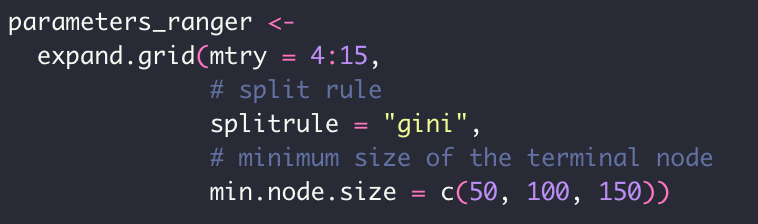 parameters_ranger <-
  expand.grid(mtry = 4:15,
              # split rule
              splitrule = "gini",
              # minimum size of the terminal node
              min.node.size = c(50, 100, 150))